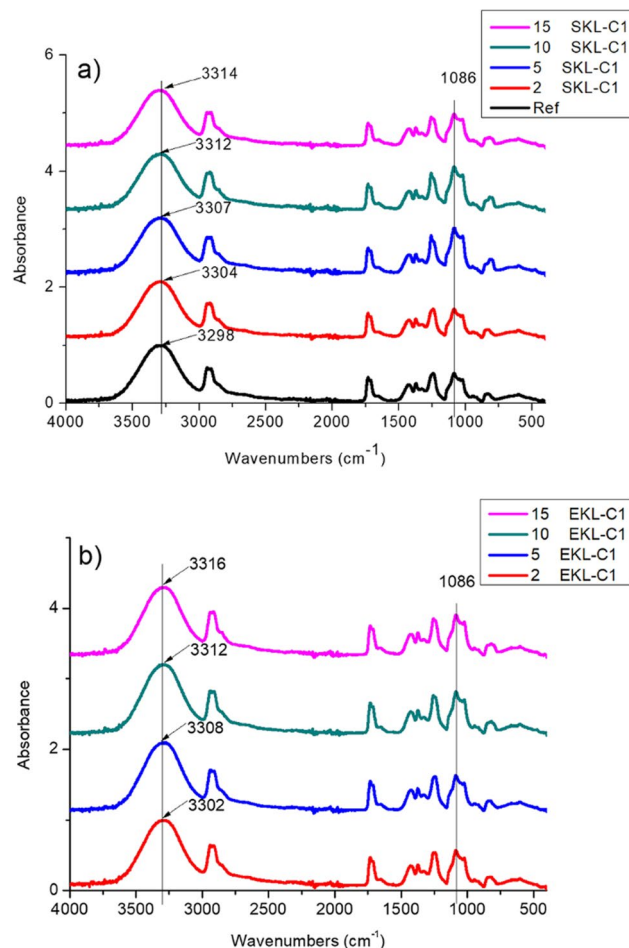 15 SKL-C1
10 SKL-C1
5 SKL-C1
2 SKL-C1
Ref
a)
3314
1086
3312
3307
3304
3298
6
4
2
0
Absorbance
4000 3500 3000 2500 2000 1500 1000 500
Wavenumbers (cm-1)
15 EKL-C1
10 EKL-C1
5 EKL-C1
2 EKL-C1
b)
3316
1086
3312
3308
3302
4
2
0
Absorbance
4000 3500 3000 2500 2000 1500 1000 500
Wavenumbers (cm-1)